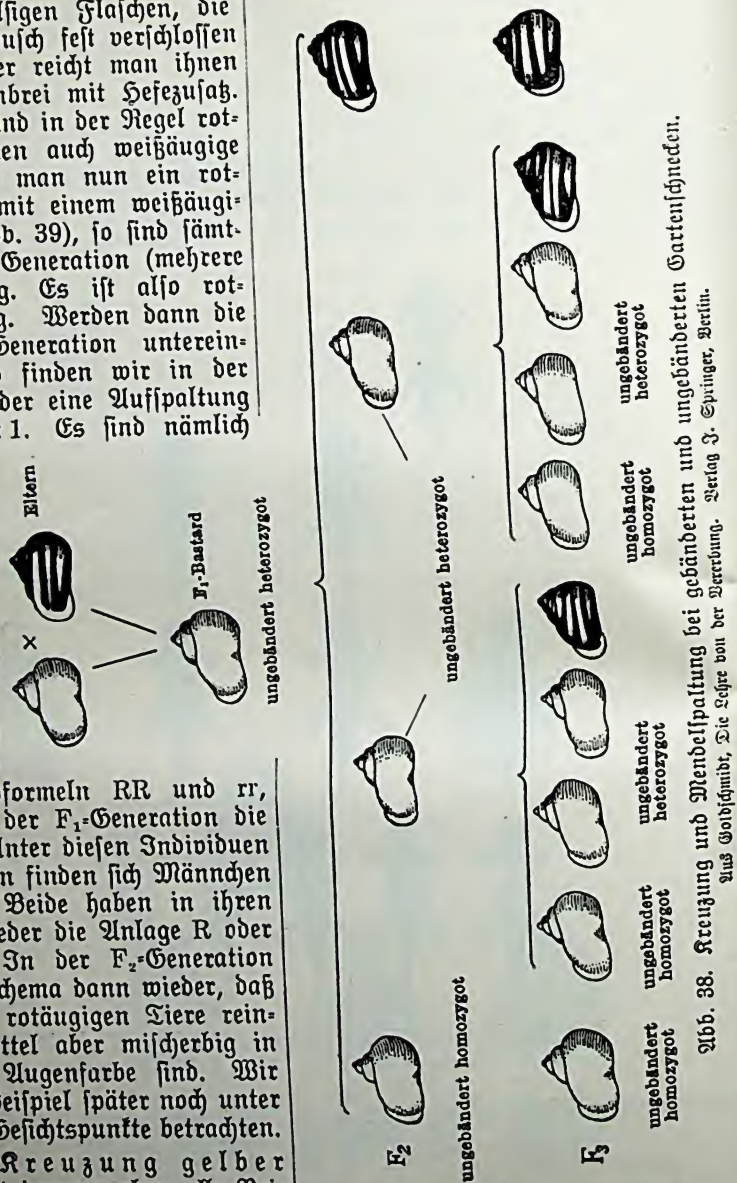 lsigen Flaſchen, die
uſch feſt verſchloſſen
er reicht man ihnen
nbrei mit Hefezuſatz.
nd in der Regel rot=
en auch weißäugige
man nun ein rot=
mit einem weißäugi=
b. 39), ſo ſind ſämt=
Generation (mehrere
g. Es iſt alſo rot=
g. Werden dann die
Generation unterein=
finden wir in der
der eine Aufſpaltung
1. Es ſind nämlich
Eltern
×
F₁-Bastard
ungebändert heterozygot
formeln RR und rr,
der F₁=Generation die
Unter dieſen Individuen
n finden ſich Männchen
Beide haben in ihren
eder die Anlage R oder
In der F₂=Generation
chema dann wieder, daß
rotäugigen Tiere rein=
ttel aber miſcherbig in
Augenfarbe ſind. Wir
eiſpiel ſpäter noch unter
Geſichtspunkte betrachten.
Kreuzung gelber
F₂
ungebändert homozygot
ungebändert heterozygot
F₃
ungebändert
homozygot
ungebändert
homozygot
ungebändert
heterozygot
ungebändert
homozygot
ungebändert
heterozygot
Abb. 38. Kreuzung und Mendelſpaltung bei gebänderten und ungebänderten Gartenſchnecken.
Aus Goldſchmidt, Die Lehre von der Vererbung. Verlag J. Springer, Berlin.